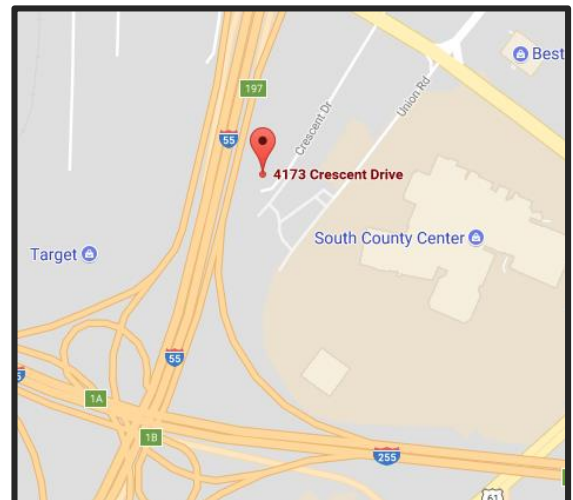 Best
197
Union Rd
Crescent Dr
55
4173 Crescent Drive
South County Center
Target
55
55
1A
1B
255
61